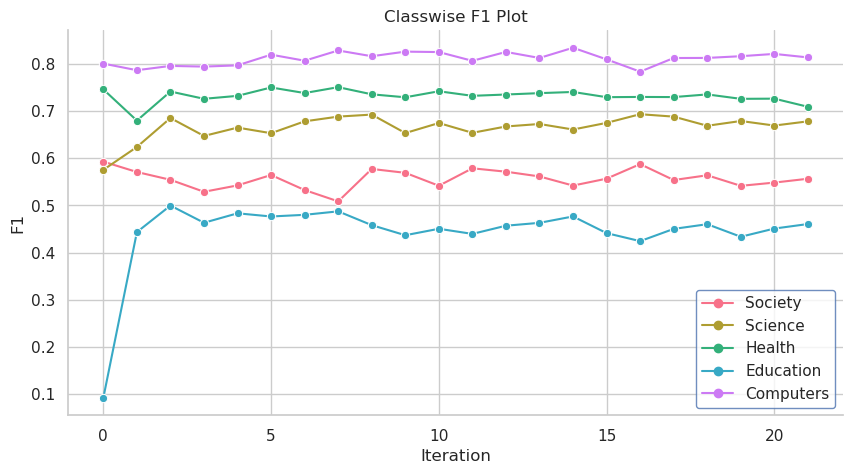 Classwise F1 Plot
F1
0.8
0.7
0.6
0.5
0.4
0.3
0.2
0.1
0 5 10 15 20
Iteration
Society
Science
Health
Education
Computers